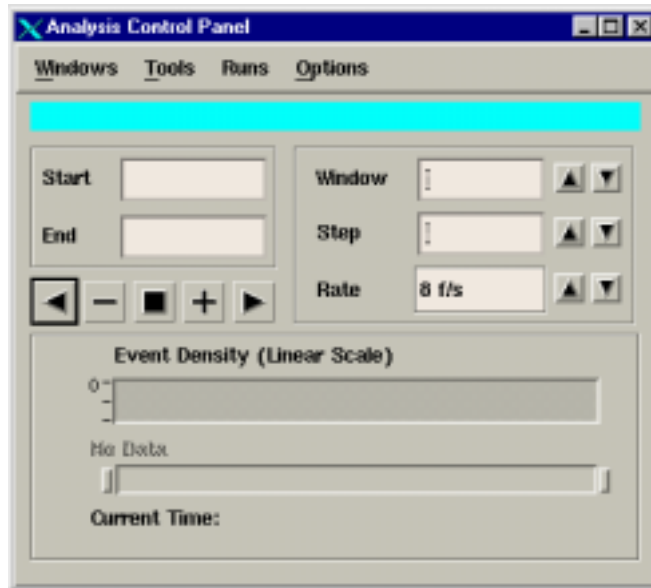 Analysis Control Panel
Windows Tools Runs Options
Start
End
Window
Step
Rate 8 f/s
Event Density (Linear Scale)
0
No Data
Current Time: